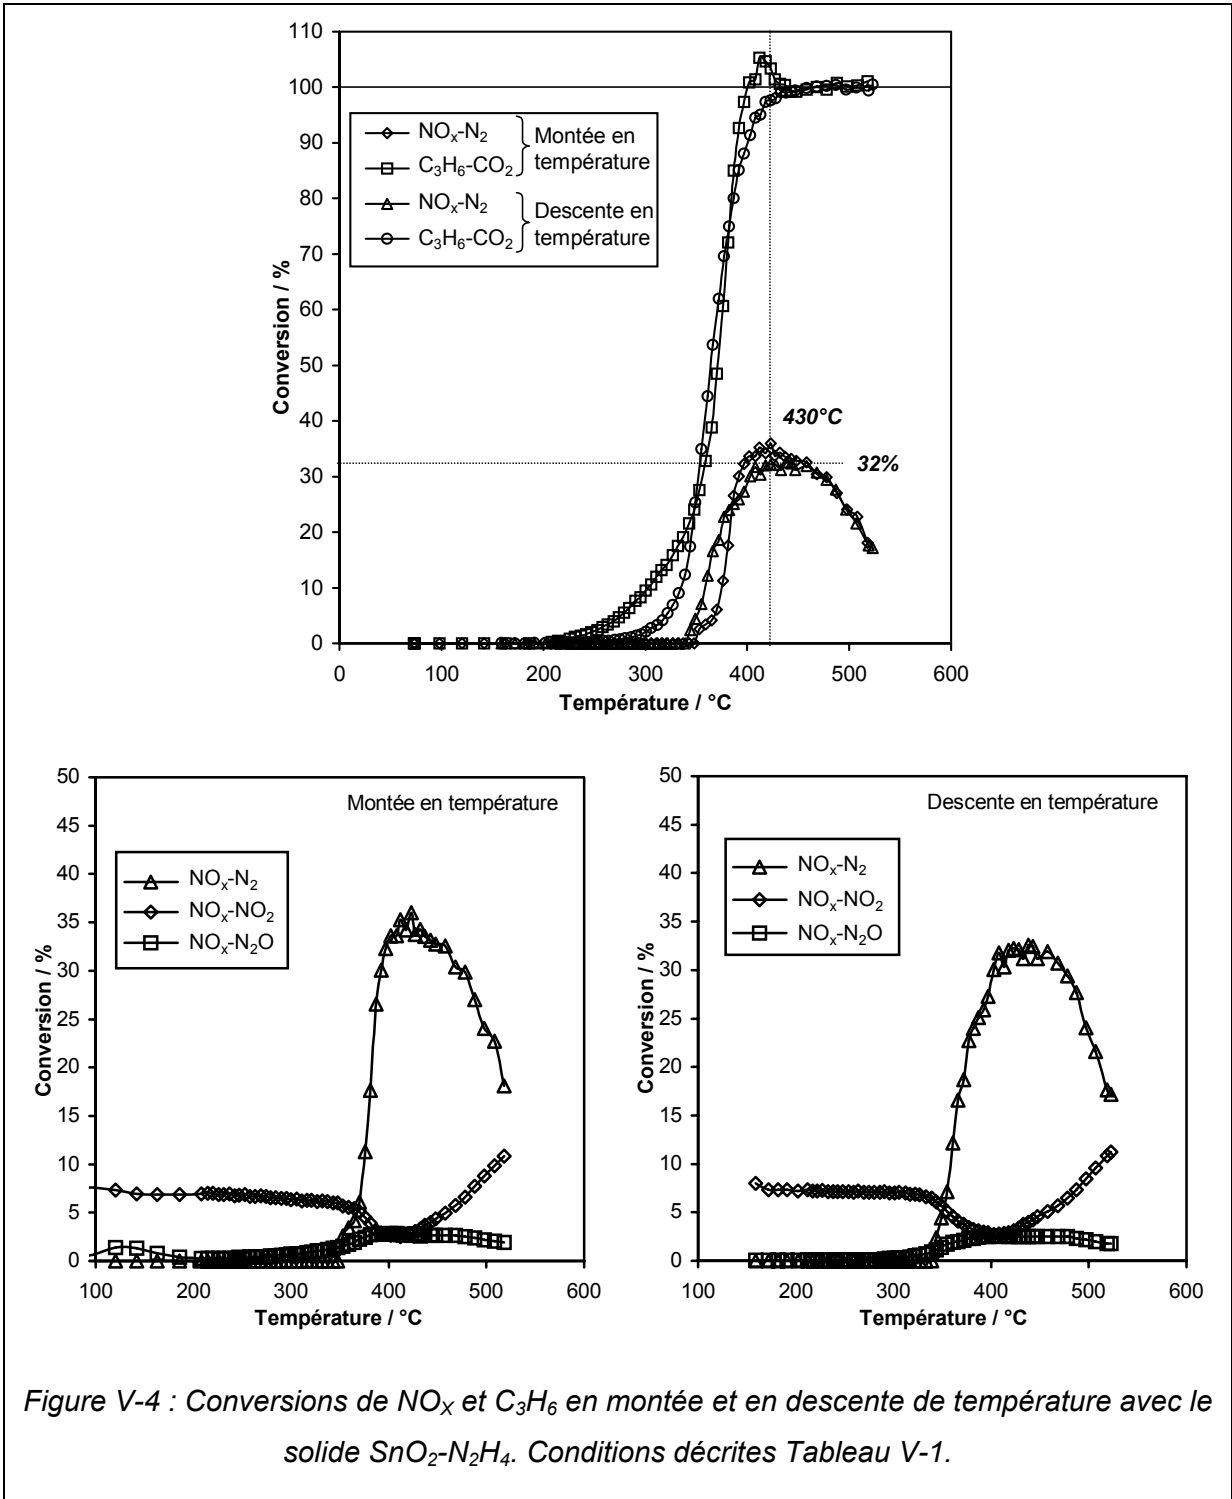 110
100
90
80
70
60
50
40
30
20
10
0
Conversion / %
NOx-N2
C3H6-CO2
Montée en température
NOx-N2
C3H6-CO2
Descente en température
430°C
32%
0 100 200 300 400 500 600
Température / °C
50
45
40
35
30
25
20
15
10
5
0
Conversion / %
Montée en température
NOx-N2
NOx-NO2
NOx-N2O
100 200 300 400 500 600
Température / °C
50
45
40
35
30
25
20
15
10
5
0
Conversion / %
Descente en température
NOx-N2
NOx-NO2
NOx-N2O
100 200 300 400 500 600
Température / °C
Figure V-4 : Conversions de NOX et C3H6 en montée et en descente de température avec le
solide SnO2-N2H4. Conditions décrites Tableau V-1.